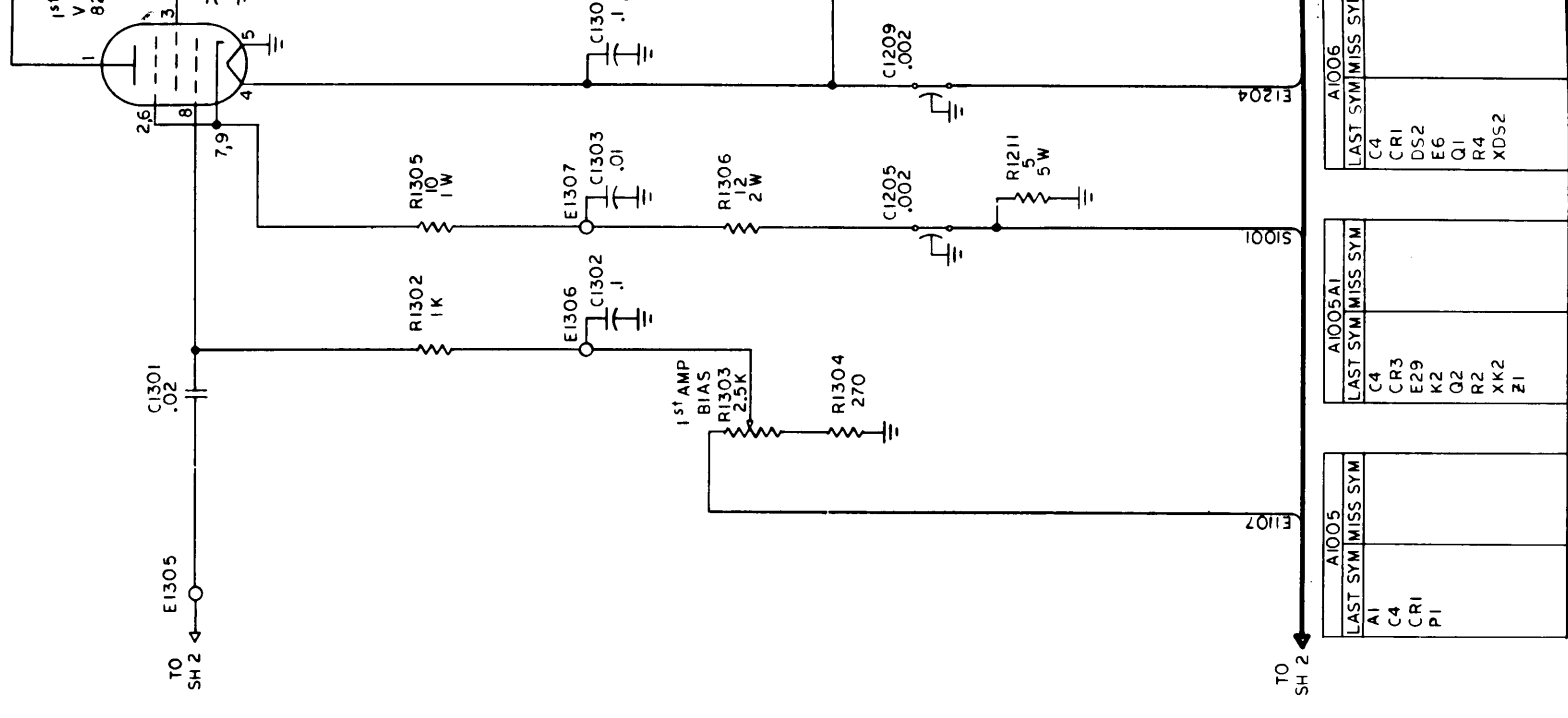 1st
V
82
1
3
5
4
2,6
8
7,9
.1
C1209
.002
E1204
R1305
10
1W
E1307
C1303
.01
R1306
12
2W
C1205
.002
R1211
5
5W
S1001
R1302
1K
E1306
C1302
.1
C1301
.02
1st AMP
BIAS
R1303
2.5K
R1304
270
E1107
E1305
TO
SH 2
TO
SH 2
A1005
LAST SYM MISS SYM
A1
C4
CR1
P1
A1005A1
LAST SYM MISS SYM
C4
CR3
E29
K2
Q2
R2
XK2
Z1
A1006
LAST SYM MISS SYM
C4
CR1
DS2
E6
Q1
R4
XDS2